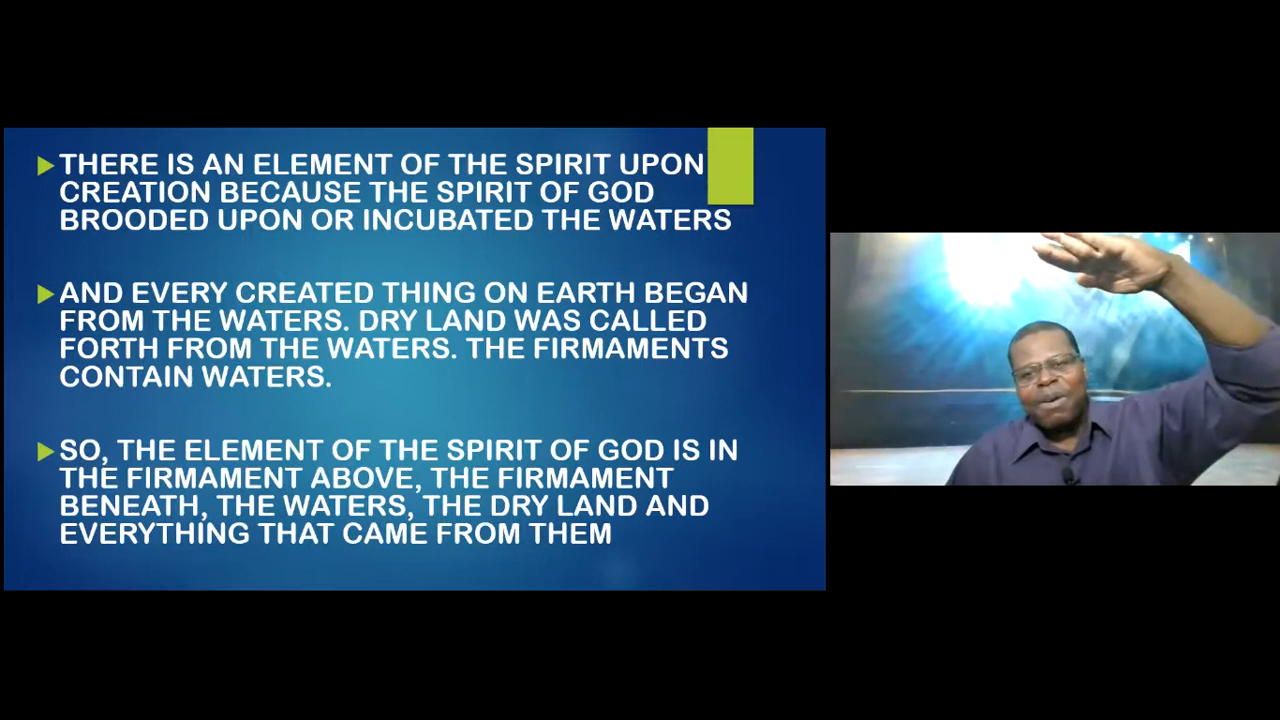 THERE IS AN ELEMENT OF THE SPIRIT UPON
CREATION BECAUSE THE SPIRIT OF GOD
BROODED UPON OR INCUBATED THE WATERS
AND EVERY CREATED THING ON EARTH BEGAN
FROM THE WATERS. DRY LAND WAS CALLED
FORTH FROM THE WATERS. THE FIRMAMENTS
CONTAIN WATERS.
SO, THE ELEMENT OF THE SPIRIT OF GOD IS IN
THE FIRMAMENT ABOVE, THE FIRMAMENT
BENEATH, THE WATERS, THE DRY LAND AND
EVERYTHING THAT CAME FROM THEM